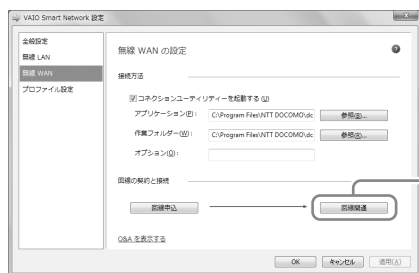 VAIO Smart Network 設定
全般設定
無線 LAN
無線 WAN
プロファイル設定
無線 WAN の設定
接続方法
コネクションユーティリティーを起動する (U)
アプリケーション(P):
C:\Program Files\NTT DOCOMO\dc
参照(B)...
作業フォルダー(W):
C:\Program Files\NTT DOCOMO\dc
参照(R)...
オプション(O):
回線の契約と接続
回線申込
回線開通
Q&A を表示する
OK
キャンセル
適用(A)